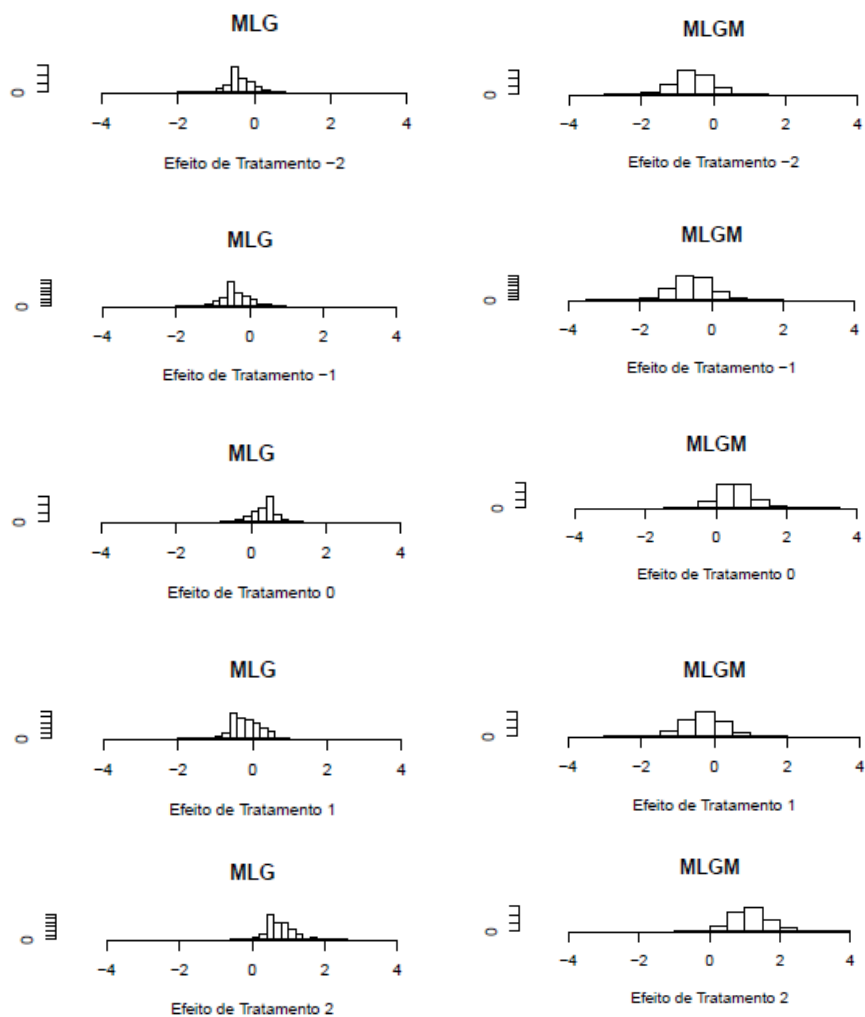 MLG
0
−4 −2 0 2 4
Efeito de Tratamento −2
MLGM
0
−4 −2 0 2 4
Efeito de Tratamento −2
MLG
0
−4 −2 0 2 4
Efeito de Tratamento −1
MLGM
0
−4 −2 0 2 4
Efeito de Tratamento −1
MLG
0
−4 −2 0 2 4
Efeito de Tratamento 0
MLGM
0
−4 −2 0 2 4
Efeito de Tratamento 0
MLG
0
−4 −2 0 2 4
Efeito de Tratamento 1
MLGM
0
−4 −2 0 2 4
Efeito de Tratamento 1
MLG
0
−4 −2 0 2 4
Efeito de Tratamento 2
MLGM
0
−4 −2 0 2 4
Efeito de Tratamento 2